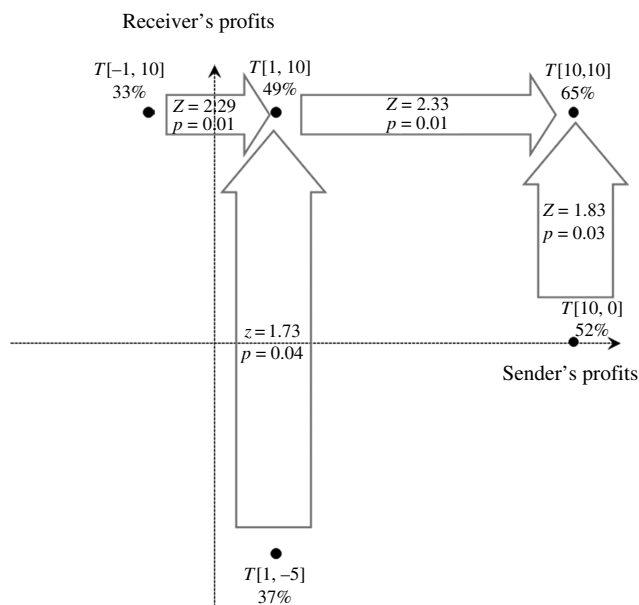 Receiver's profits
T[–1, 10]
33%
T[1, 10]
49%
T[10,10]
65%
Z = 2.29
p = 0.01
Z = 2.33
p = 0.01
Z = 1.83
p = 0.03
T[10, 0]
52%
z = 1.73
p = 0.04
Sender's profits
T[1, –5]
37%